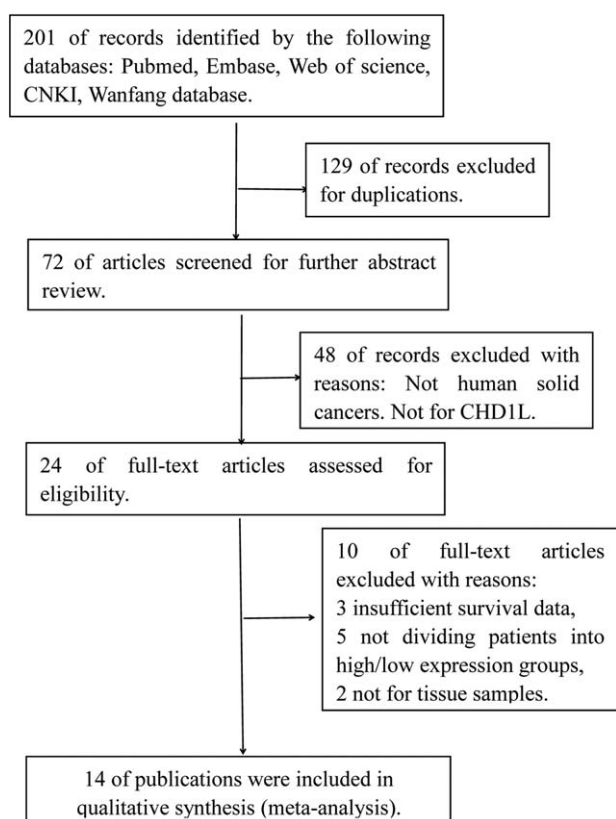 201 of records identified by the following
databases: Pubmed, Embase, Web of science,
CNKI, Wanfang database.
129 of records excluded
for duplications.
72 of articles screened for further abstract
review.
48 of records excluded with
reasons: Not human solid
cancers. Not for CHD1L.
24 of full-text articles assessed for
eligibility.
10 of full-text articles
excluded with reasons:
3 insufficient survival data,
5 not dividing patients into
high/low expression groups,
2 not for tissue samples.
14 of publications were included in
qualitative synthesis (meta-analysis).